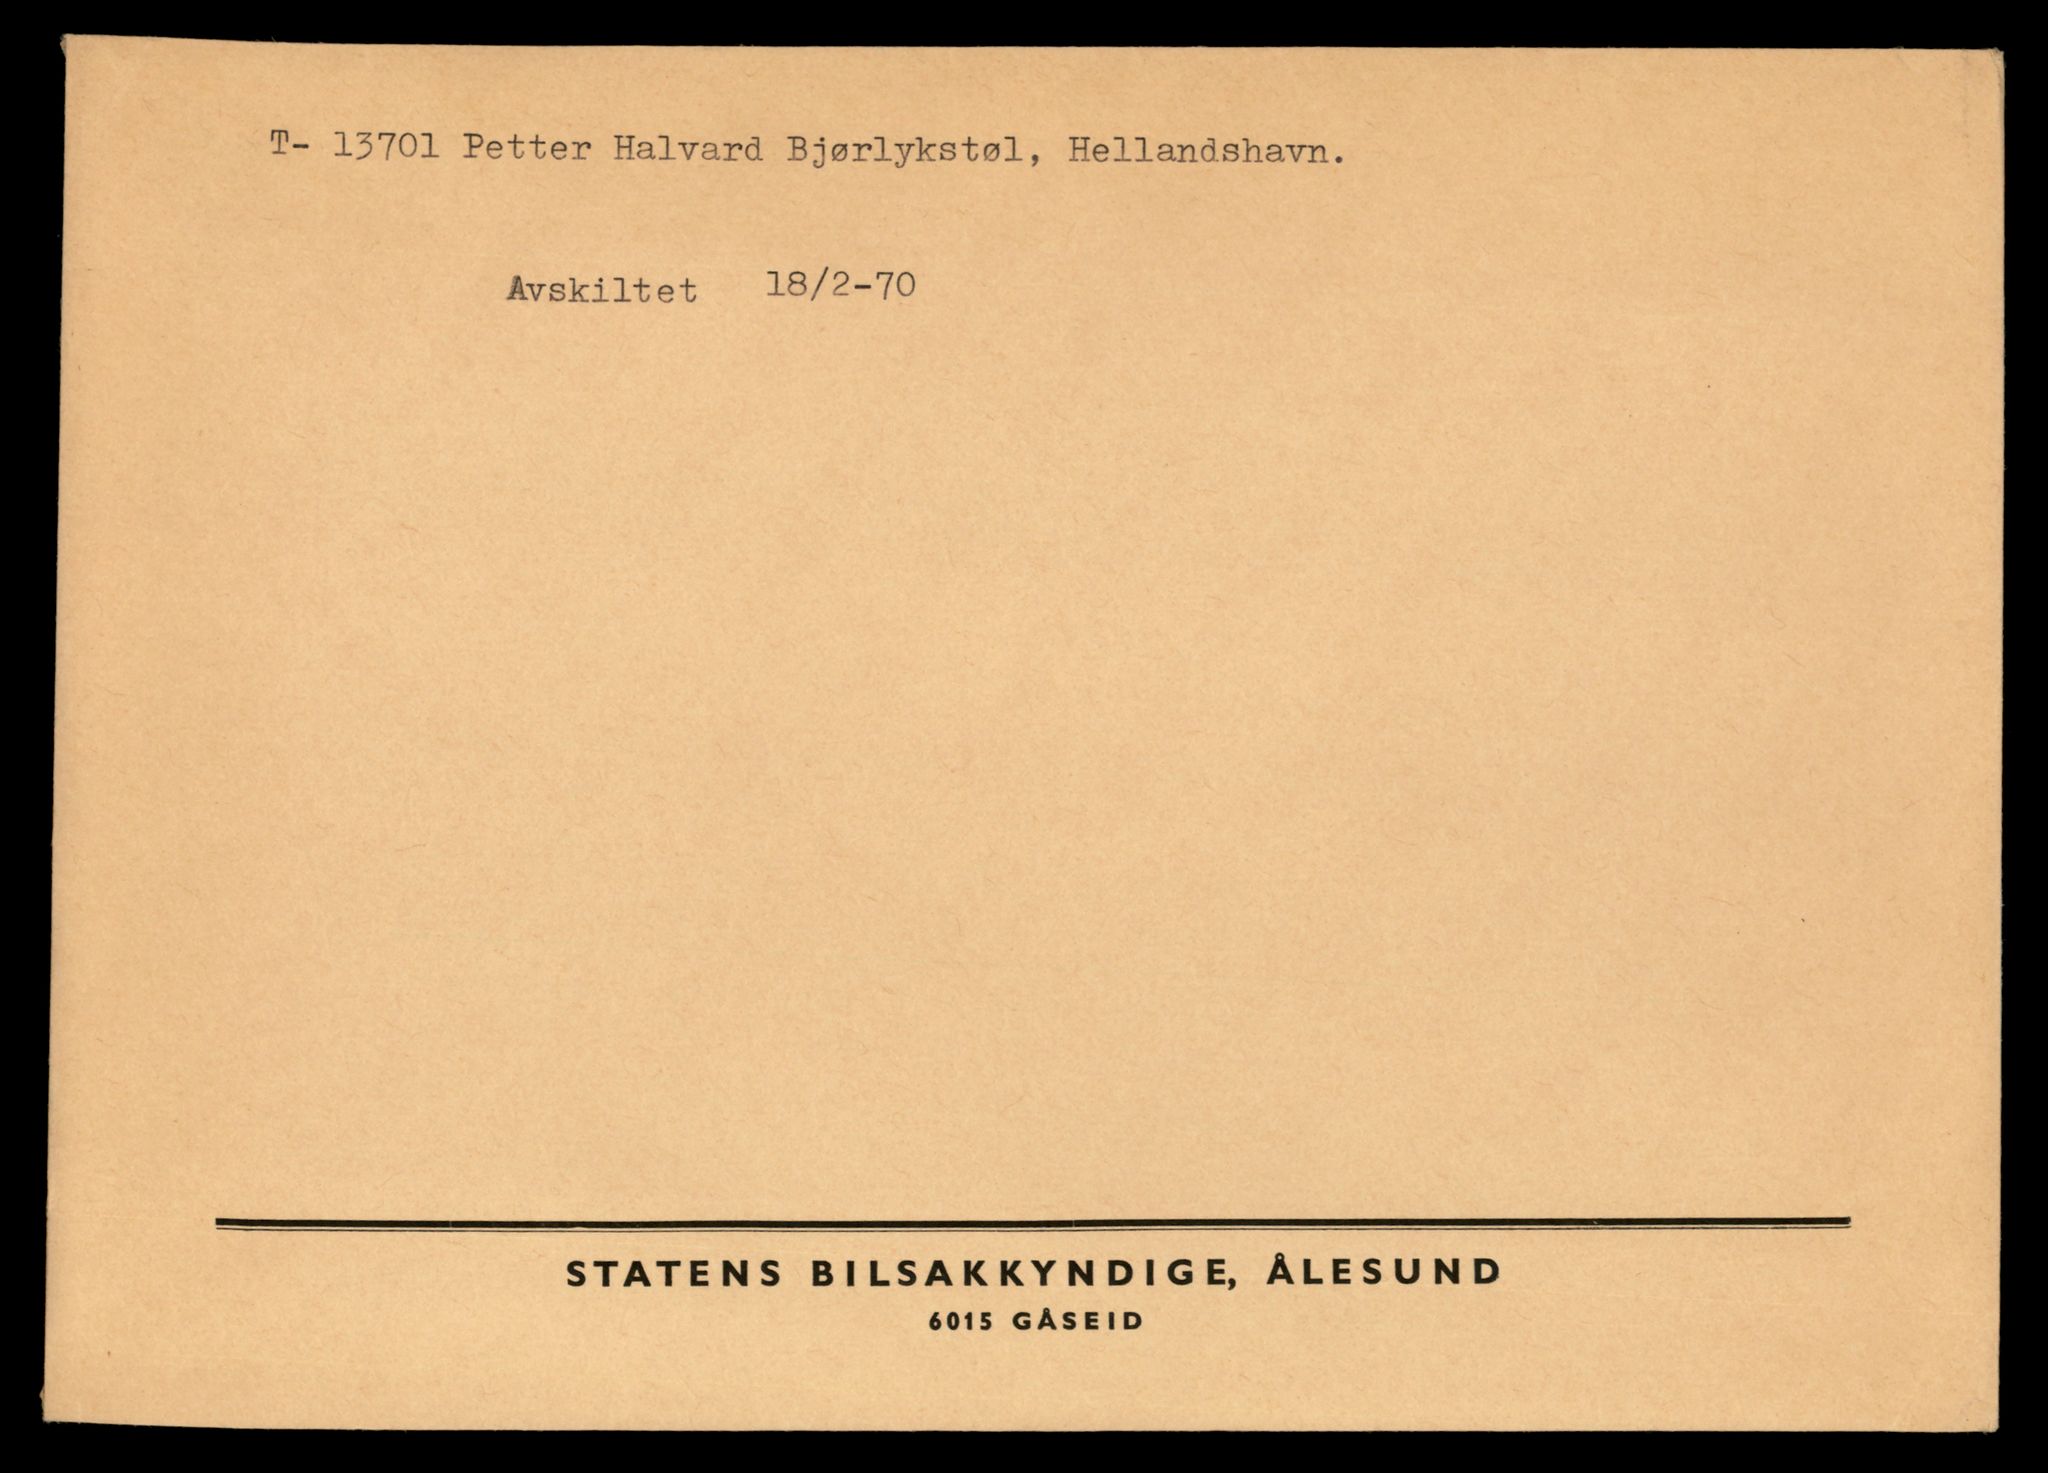 T- 13701 Petter Halvard Bjørlykstøl, Hellandshavn.
Avskiltet 18/2-70
STATENS BILSAKKYNDIGE, ÅLESUND
6015 GÅSEID